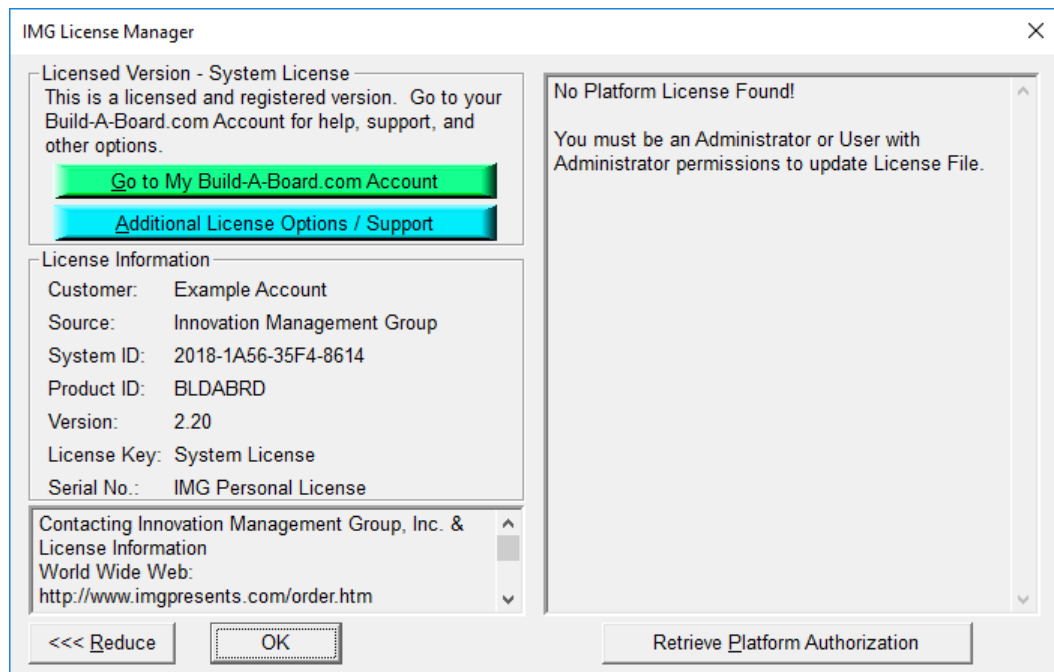 IMG License Manager
Licensed Version - System License
This is a licensed and registered version. Go to your
Build-A-Board.com Account for help, support, and
other options.
Go to My Build-A-Board.com Account
Additional License Options / Support
License Information
Customer: Example Account
Source: Innovation Management Group
System ID: 2018-1A56-35F4-8614
Product ID: BLDABRD
Version: 2.20
License Key: System License
Serial No.: IMG Personal License
Contacting Innovation Management Group, Inc. &
License Information
World Wide Web:
http://www.imgpresents.com/order.htm
<<< Reduce
OK
No Platform License Found!
You must be an Administrator or User with
Administrator permissions to update License File.
Retrieve Platform Authorization